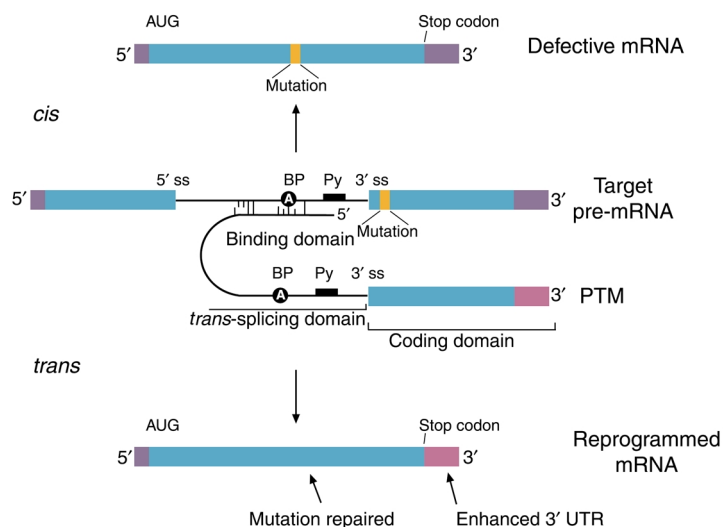 AUG
Stop codon
5′
3′
Defective mRNA
Mutation
cis
5′ ss
BP
Py
3′ ss
5′
A
3′
Target
pre-mRNA
5′
Binding domain
Mutation
BP
Py
3′ ss
A
3′
PTM
trans-splicing domain
Coding domain
trans
AUG
Stop codon
5′
3′
Reprogrammed
mRNA
Mutation repaired
Enhanced 3′ UTR